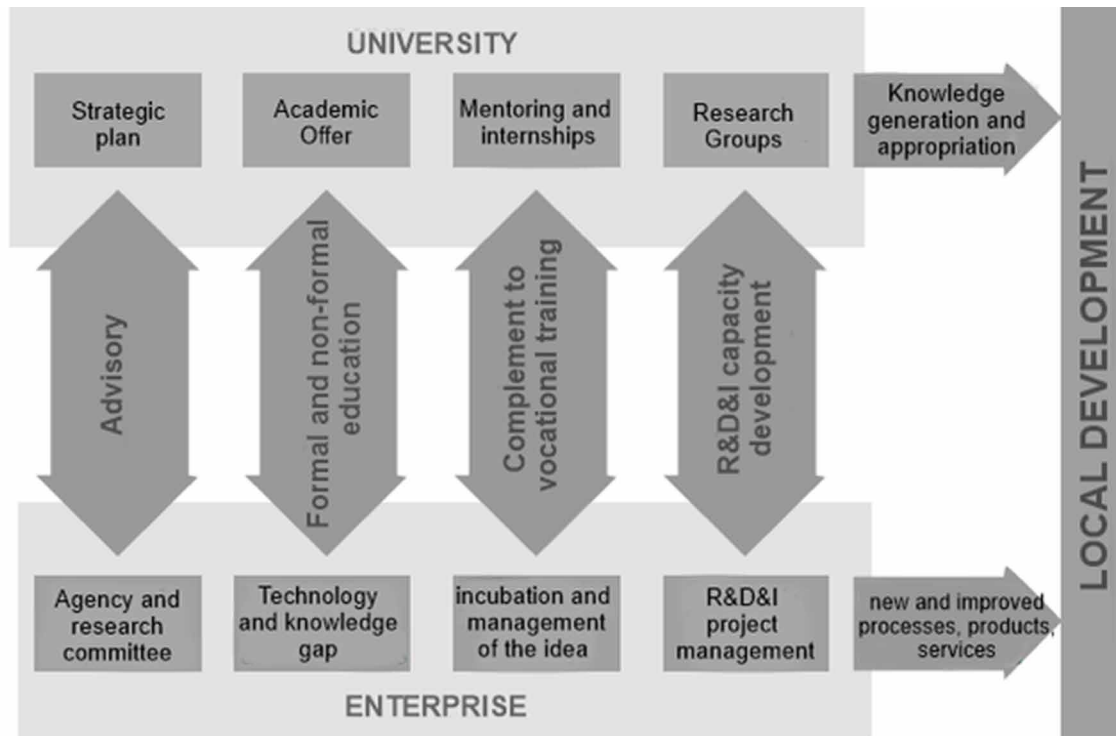 UNIVERSITY
Strategic
plan
Academic
Offer
Mentoring and
internships
Research
Groups
Knowledge
generation and
appropriation
Advisory
Formal and non-formal
education
Complement to
vocational training
R&D&I capacity
development
LOCAL DEVELOPMENT
Agency and
research
committee
Technology
and knowledge
gap
incubation and
management
of the idea
R&D&I
project
management
new and improved
processes, products,
services
ENTERPRISE